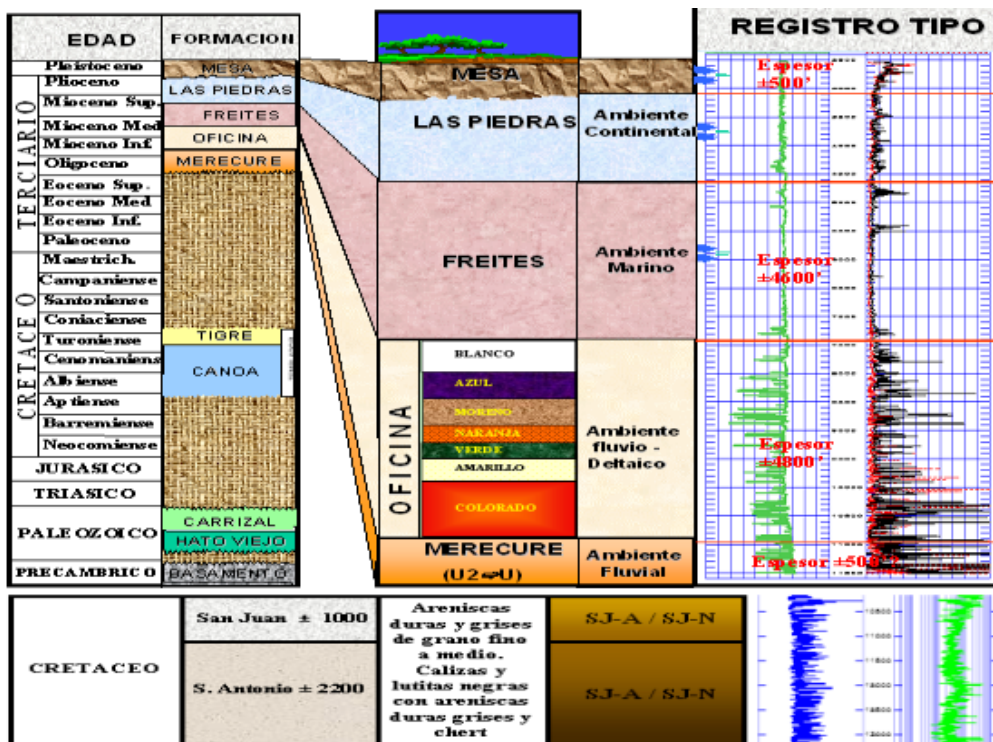 EDAD
FORMACION
REGISTRO TIPO
TERCIARIO
Pleistoceno
Plioceno
Mioceno Sup.
Mioceno Med
Mioceno Inf
Oligoceno
Eoceno Sup.
Eoceno Med
Eoceno Inf.
Paleoceno
CRETACEO
Maestrich.
Campaniense
Santoniense
Coniaciense
Turoniense
Cenomaniens
Albiense
Aptiense
Barremiense
Neocomiense
JURASICO
TRIASICO
PALEOZOICO
PRECAMBRICO
MESA
LAS PIEDRAS
FREITES
OFICINA
MERECURE
TIGRE
CANOA
CARRIZAL
HATO VIEJO
BASAMENTO
MESA
LAS PIEDRAS
Ambiente
Continental
FREITES
Ambiente
Marino
OFICINA
BLANCO
AZUL
MORENO
NARANJA
VERDE
AMARILLO
COLORADO
Ambiente
fluvio -
Deltaico
MERECURE
(U2 U)
Ambiente
Fluvial
Espesor
±500'
Espesor
±4600'
Espesor
±4800'
Espesor ±500'
CRETACEO
San Juan ± 1000
S. Antonio ± 2200
Areniscas
duras y grises
de grano fino
a medio.
Calizas y
lutitas negras
con areniscas
duras grises y
chert
SJ-A / SJ-N
SJ-A / SJ-N